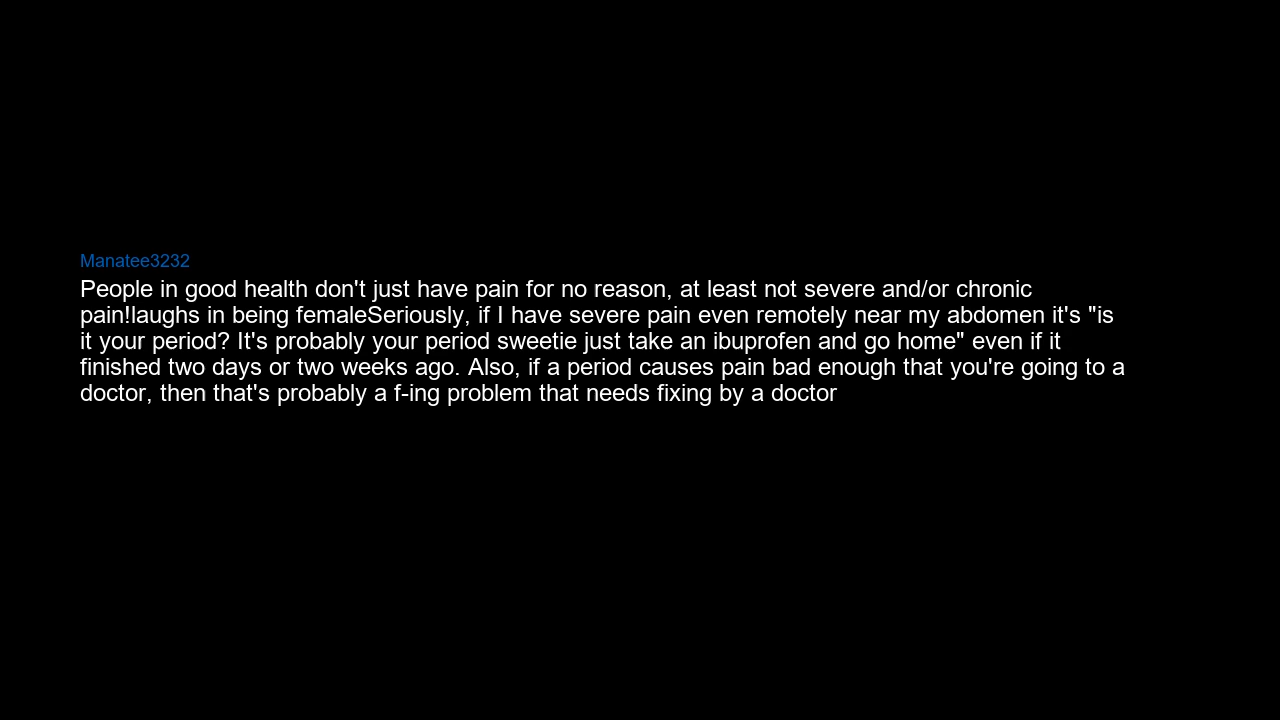 Manatee3232
People in good health don't just have pain for no reason, at least not severe and/or chronic
pain!laughs in being femaleSeriously, if I have severe pain even remotely near my abdomen it's "is
it your period? It's probably your period sweetie just take an ibuprofen and go home" even if it
finished two days or two weeks ago. Also, if a period causes pain bad enough that you're going to a
doctor, then that's probably a f-ing problem that needs fixing by a doctor